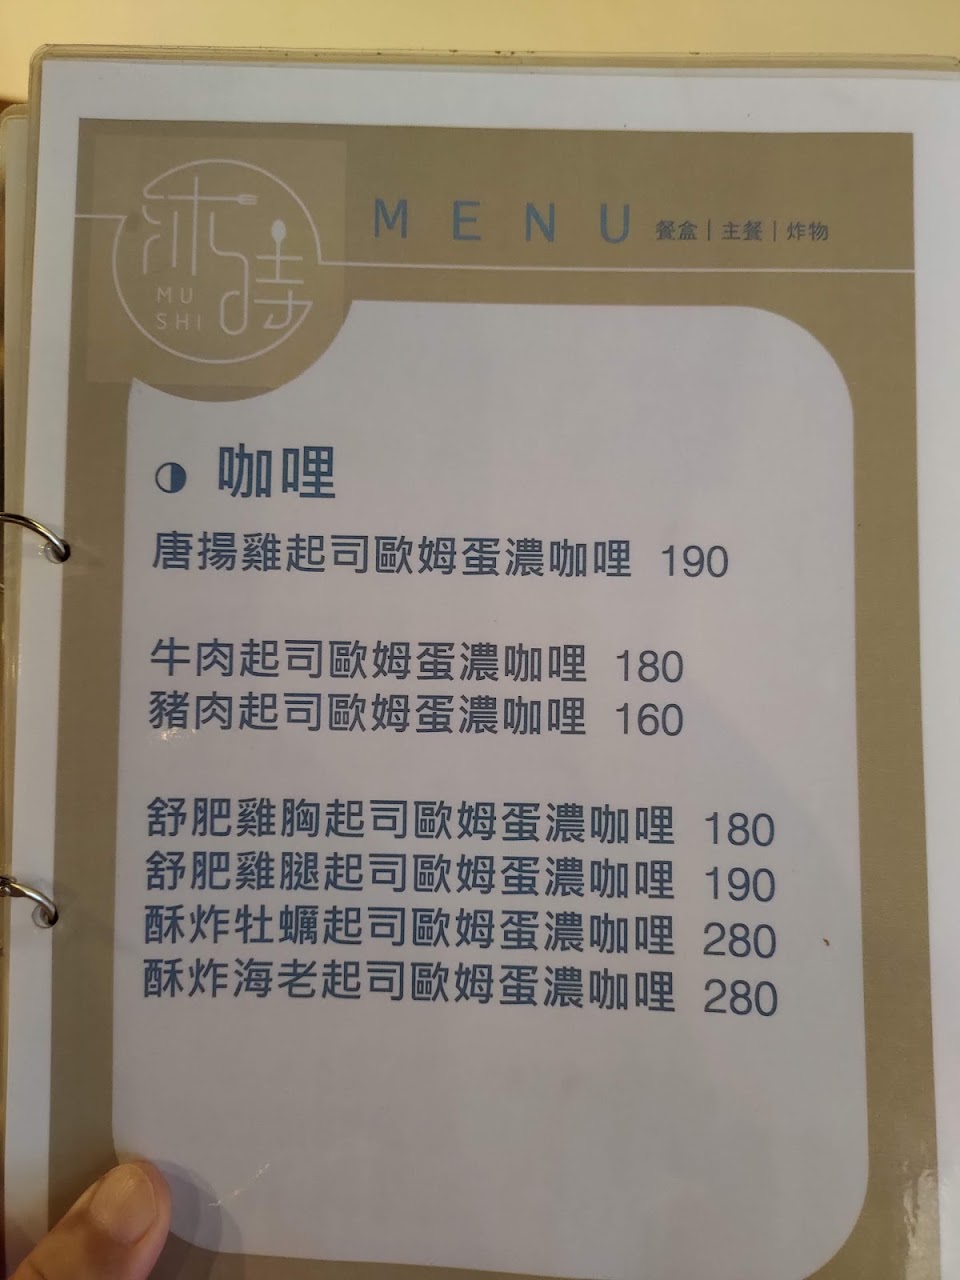 沐時
MU
SHI
MENU 餐盒｜主餐｜炸物
咖哩
唐揚雞起司歐姆蛋濃咖哩 190
牛肉起司歐姆蛋濃咖哩 180
豬肉起司歐姆蛋濃咖哩 160
舒肥雞胸起司歐姆蛋濃咖哩 180
舒肥雞腿起司歐姆蛋濃咖哩 190
酥炸牡蠣起司歐姆蛋濃咖哩 280
酥炸海老起司歐姆蛋濃咖哩 280